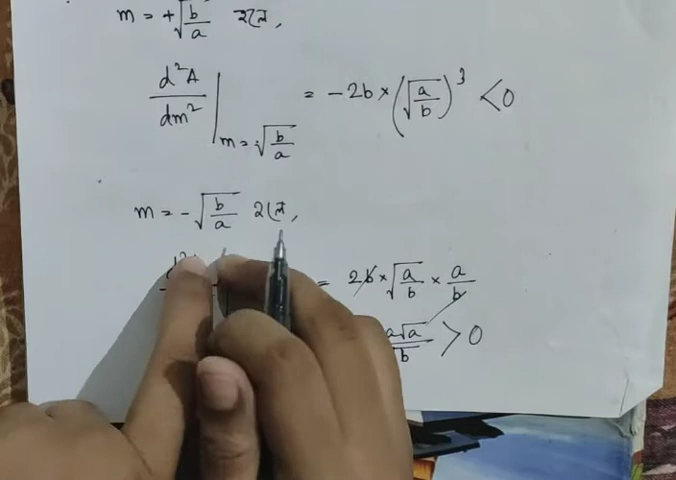 m = +√(b/a) হলে,
d²A/dm² |m=√(b/a) = -2b × (√(a/b))³ < 0
m = -√(b/a) হলে,
= 2b × √(a/b) × a/b
a√a/√b > 0